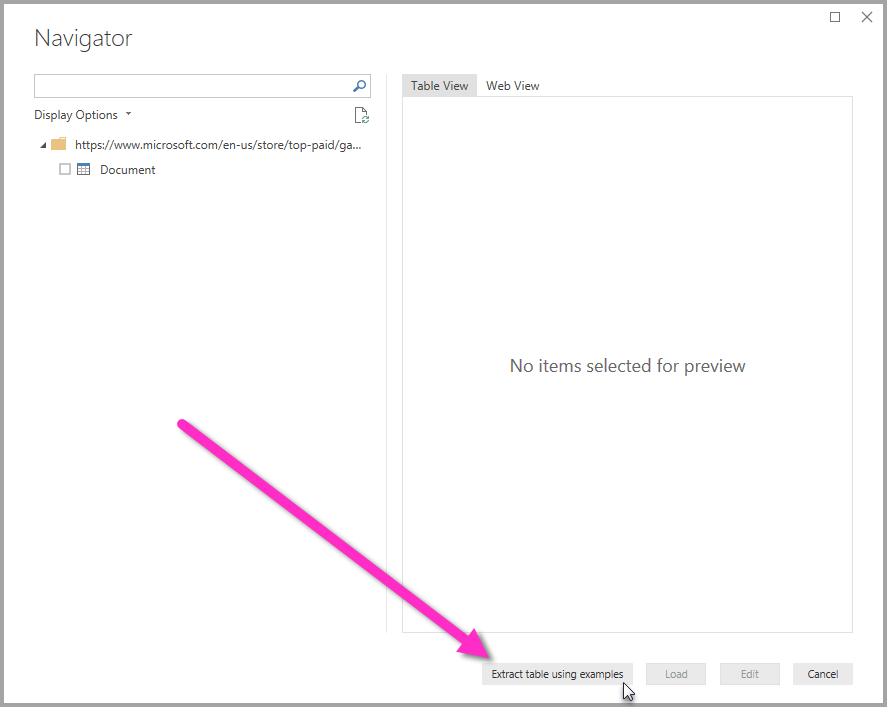 Navigator
Display Options
https://www.microsoft.com/en-us/store/top-paid/ga...
Document
Table View Web View
No items selected for preview
Extract table using examples Load Edit Cancel